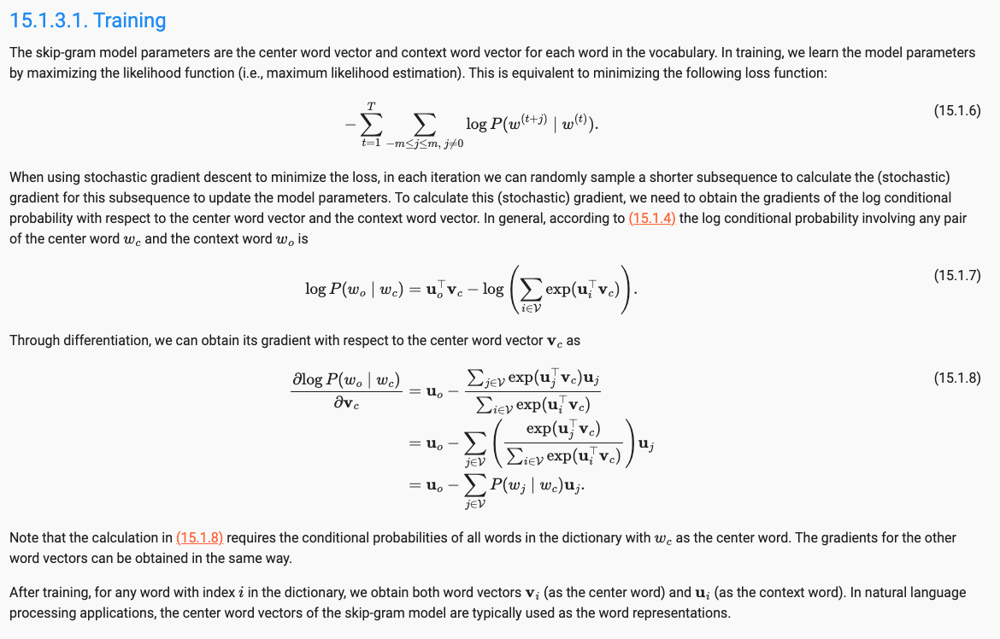 15.1.3.1. Training
The skip-gram model parameters are the center word vector and context word vector for each word in the vocabulary. In training, we learn the model parameters
by maximizing the likelihood function (i.e., maximum likelihood estimation). This is equivalent to minimizing the following loss function:
$-\sum_{t=1}^{T} \sum_{-m \leq j \leq m,\, j \neq 0} \log P(w^{(t+j)} \mid w^{(t)}).$ (15.1.6)
When using stochastic gradient descent to minimize the loss, in each iteration we can randomly sample a shorter subsequence to calculate the (stochastic)
gradient for this subsequence to update the model parameters. To calculate this (stochastic) gradient, we need to obtain the gradients of the log conditional
probability with respect to the center word vector and the context word vector. In general, according to (15.1.4) the log conditional probability involving any pair
of the center word $w_c$ and the context word $w_o$ is
$\log P(w_o \mid w_c) = \mathbf{u}_o^\top \mathbf{v}_c - \log\left(\sum_{i \in \mathcal{V}} \exp(\mathbf{u}_i^\top \mathbf{v}_c)\right).$ (15.1.7)
Through differentiation, we can obtain its gradient with respect to the center word vector $\mathbf{v}_c$ as
$\frac{\partial \log P(w_o \mid w_c)}{\partial \mathbf{v}_c} = \mathbf{u}_o - \frac{\sum_{j \in \mathcal{V}} \exp(\mathbf{u}_j^\top \mathbf{v}_c)\mathbf{u}_j}{\sum_{i \in \mathcal{V}} \exp(\mathbf{u}_i^\top \mathbf{v}_c)}$ (15.1.8)
$= \mathbf{u}_o - \sum_{j \in \mathcal{V}} \left(\frac{\exp(\mathbf{u}_j^\top \mathbf{v}_c)}{\sum_{i \in \mathcal{V}} \exp(\mathbf{u}_i^\top \mathbf{v}_c)}\right) \mathbf{u}_j$
$= \mathbf{u}_o - \sum_{j \in \mathcal{V}} P(w_j \mid w_c) \mathbf{u}_j.$
Note that the calculation in (15.1.8) requires the conditional probabilities of all words in the dictionary with $w_c$ as the center word. The gradients for the other
word vectors can be obtained in the same way.
After training, for any word with index $i$ in the dictionary, we obtain both word vectors $\mathbf{v}_i$ (as the center word) and $\mathbf{u}_i$ (as the context word). In natural language
processing applications, the center word vectors of the skip-gram model are typically used as the word representations.